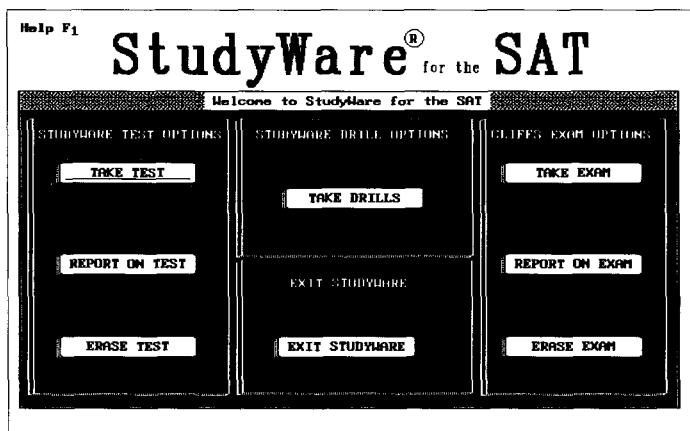 Help F1
StudyWare® for the SAT
Welcome to StudyWare for the SAT
STUDYWARE TEST OPTIONS
TAKE TEST
REPORT ON TEST
ERASE TEST
STUDYWARE DRILL OPTIONS
TAKE DRILLS
EXIT STUDYWARE
EXIT STUDYWARE
CLIFFS EXAM OPTIONS
TAKE EXAM
REPORT ON EXAM
ERASE EXAM